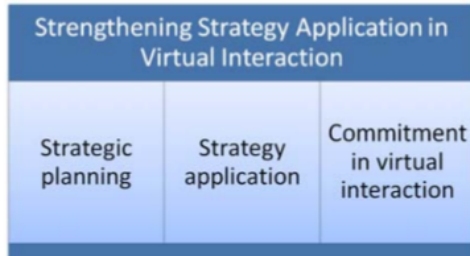 Strengthening Strategy Application in
Virtual Interaction
Strategic
planning
Strategy
application
Commitment
in virtual
interaction